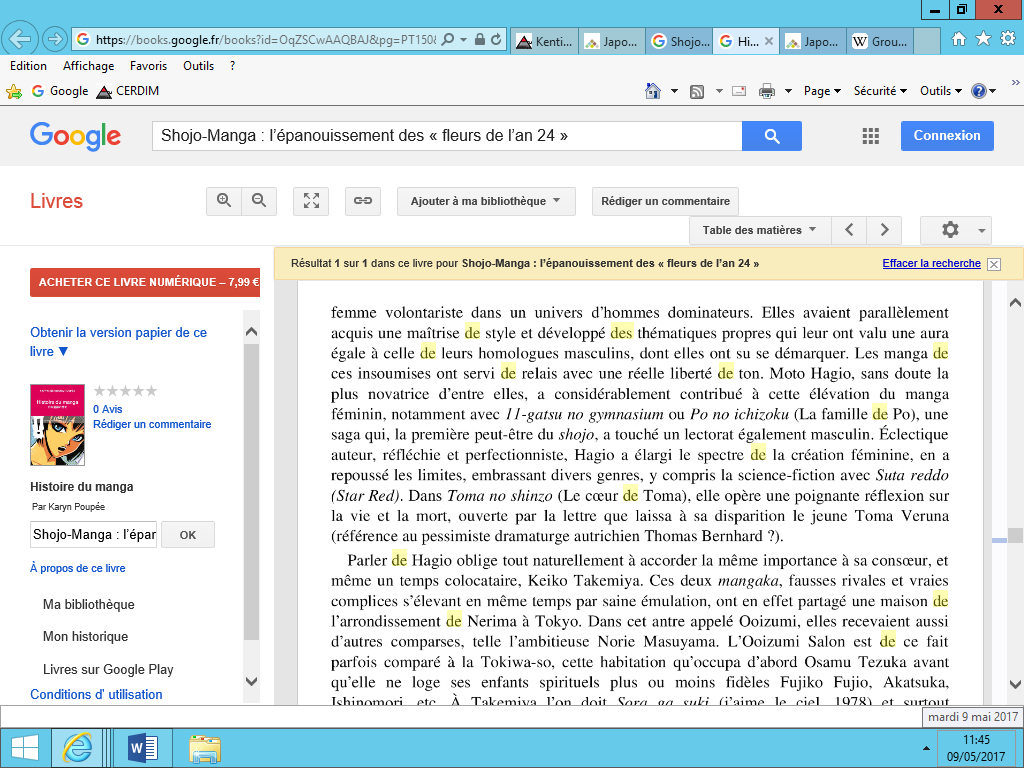 https://books.google.fr/books?id=OqZSCwAAQBAJ&pg=PT150&
Kenti...
Japo...
Shojo...
Hi...
Japo...
Grou...
Edition Affichage Favoris Outils ?
Google CERDIM
Page Sécurité Outils
Google
Shojo-Manga : l'épanouissement des « fleurs de l'an 24 »
Connexion
Livres
Ajouter à ma bibliothèque
Rédiger un commentaire
Table des matières
Résultat 1 sur 1 dans ce livre pour Shojo-Manga : l'épanouissement des « fleurs de l'an 24 »
Effacer la recherche
ACHETER CE LIVRE NUMÉRIQUE – 7,99 €
Obtenir la version papier de ce
livre ▼
Histoire du manga
0 Avis
Rédiger un commentaire
Histoire du manga
Par Karyn Poupée
Shojo-Manga : l'épar
OK
À propos de ce livre
Ma bibliothèque
Mon historique
Livres sur Google Play
Conditions d' utilisation
femme volontariste dans un univers d'hommes dominateurs. Elles avaient parallèlement
acquis une maîtrise de style et développé des thématiques propres qui leur ont valu une aura
égale à celle de leurs homologues masculins, dont elles ont su se démarquer. Les manga de
ces insoumises ont servi de relais avec une réelle liberté de ton. Moto Hagio, sans doute la
plus novatrice d'entre elles, a considérablement contribué à cette élévation du manga
féminin, notamment avec 11-gatsu no gymnasium ou Po no ichizoku (La famille de Po), une
saga qui, la première peut-être du shojo, a touché un lectorat également masculin. Éclectique
auteur, réfléchie et perfectionniste, Hagio a élargi le spectre de la création féminine, en a
repoussé les limites, embrassant divers genres, y compris la science-fiction avec Suta reddo
(Star Red). Dans Toma no shinzo (Le cœur de Toma), elle opère une poignante réflexion sur
la vie et la mort, ouverte par la lettre que laissa à sa disparition le jeune Toma Veruna
(référence au pessimiste dramaturge autrichien Thomas Bernhard ?).
Parler de Hagio oblige tout naturellement à accorder la même importance à sa consœur, et
même un temps colocataire, Keiko Takemiya. Ces deux mangaka, fausses rivales et vraies
complices s'élevant en même temps par saine émulation, ont en effet partagé une maison de
l'arrondissement de Nerima à Tokyo. Dans cet antre appelé Ooizumi, elles recevaient aussi
d'autres comparses, telle l'ambitieuse Norie Masuyama. L'Ooizumi Salon est de ce fait
parfois comparé à la Tokiwa-so, cette habitation qu'occupa d'abord Osamu Tezuka avant
qu'elle ne loge ses enfants spirituels plus ou moins fidèles Fujiko Fujio, Akatsuka,
Ishinomori, etc. À Takemiya l'on doit Sora ga suki (j'aime le ciel, 1978) et surtout
mardi 9 mai 2017
11:45
09/05/2017